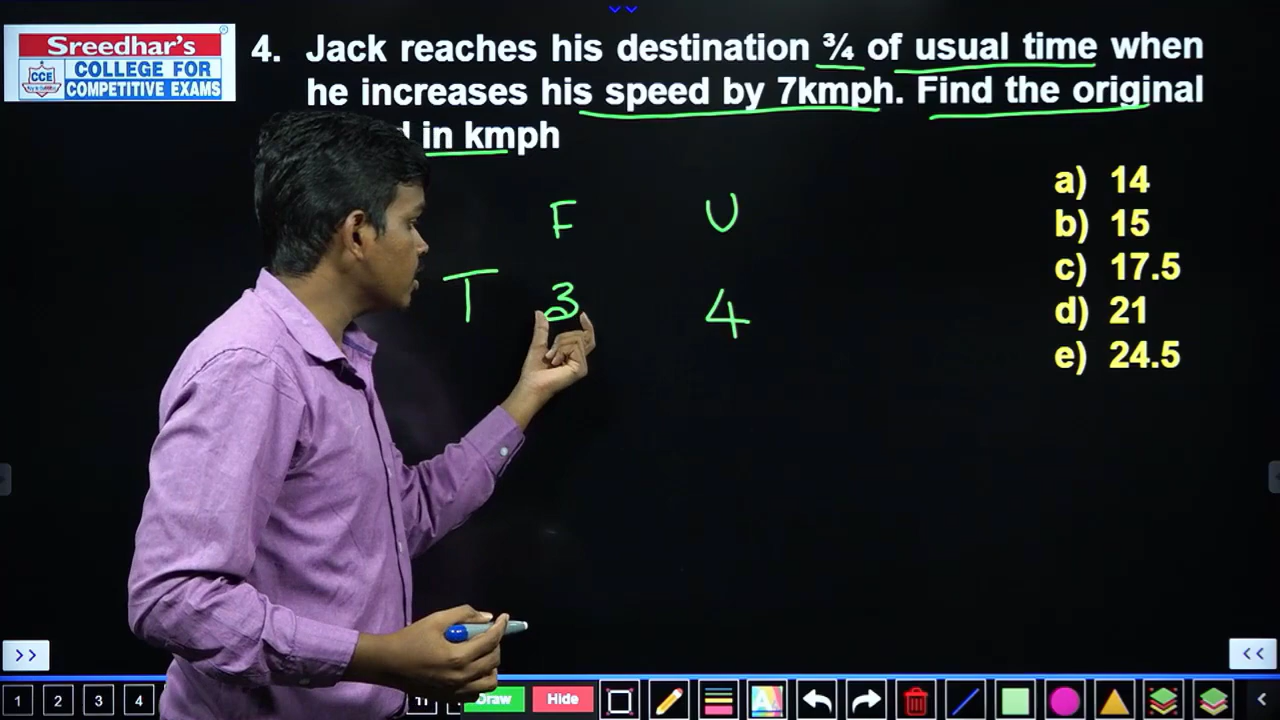 Sreedhar's
CCE
COLLEGE FOR
COMPETITIVE EXAMS
4. Jack reaches his destination ¾ of usual time when
he increases his speed by 7kmph. Find the original
in kmph
a) 14
b) 15
c) 17.5
d) 21
e) 24.5
F U
T 3 4
>>
<<
1 2 3 4 11 Draw Hide
A